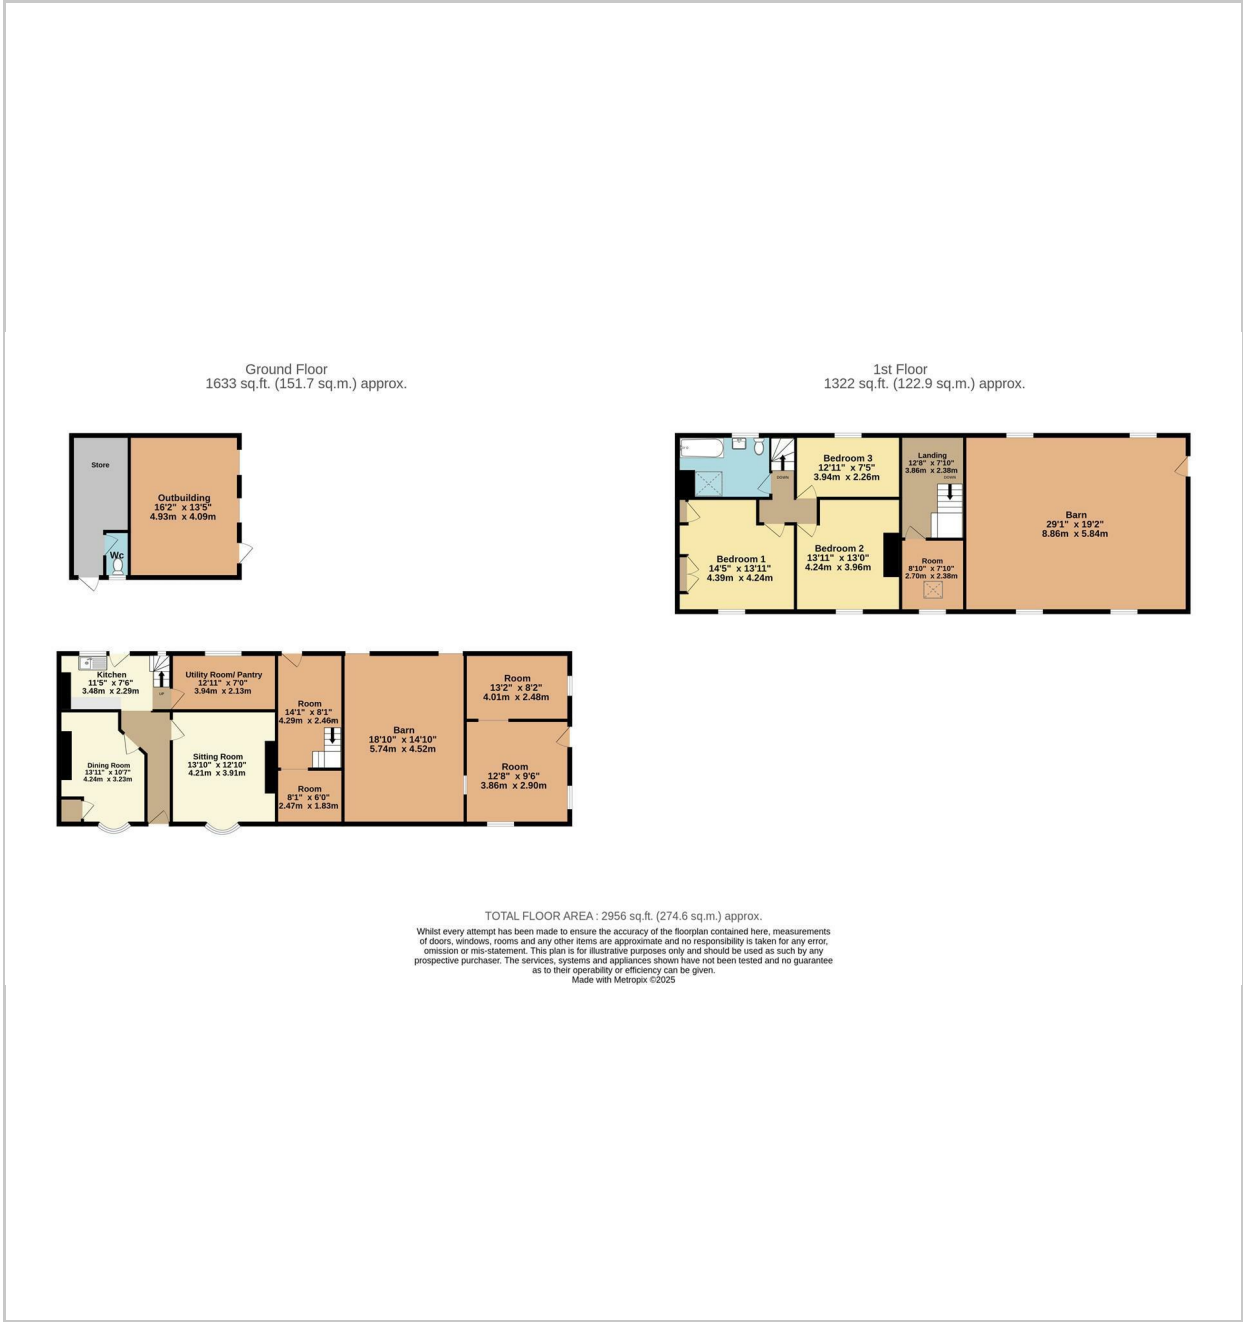 Ground Floor
1633 sq.ft. (151.7 sq.m.) approx.
1st Floor
1322 sq.ft. (122.9 sq.m.) approx.
Store
Outbuilding
16'2" x 13'5"
4.93m x 4.09m
Wc
Bedroom 3
12'11" x 7'5"
3.94m x 2.26m
DOWN
Landing
12'8" x 7'10"
3.86m x 2.38m
DOWN
Barn
29'1" x 19'2"
8.86m x 5.84m
Bedroom 1
14'5" x 13'11"
4.39m x 4.24m
Bedroom 2
13'11" x 13'0"
4.24m x 3.96m
Room
8'10" x 7'10"
2.70m x 2.38m
Kitchen
11'5" x 7'6"
3.48m x 2.29m
UP
Utility Room/ Pantry
12'11" x 7'0"
3.94m x 2.13m
Room
14'1" x 8'1"
4.29m x 2.46m
Barn
18'10" x 14'10"
5.74m x 4.52m
Room
13'2" x 8'2"
4.01m x 2.48m
Dining Room
13'11" x 10'7"
4.24m x 3.23m
Sitting Room
13'10" x 12'10"
4.21m x 3.91m
Room
8'1" x 6'0"
2.47m x 1.83m
Room
12'8" x 9'6"
3.86m x 2.90m
TOTAL FLOOR AREA : 2956 sq.ft. (274.6 sq.m.) approx.
Whilst every attempt has been made to ensure the accuracy of the floorplan contained here, measurements
of doors, windows, rooms and any other items are approximate and no responsibility is taken for any error,
omission or mis-statement. This plan is for illustrative purposes only and should be used as such by any
prospective purchaser. The services, systems and appliances shown have not been tested and no guarantee
as to their operability or efficiency can be given.
Made with Metropix ©2025